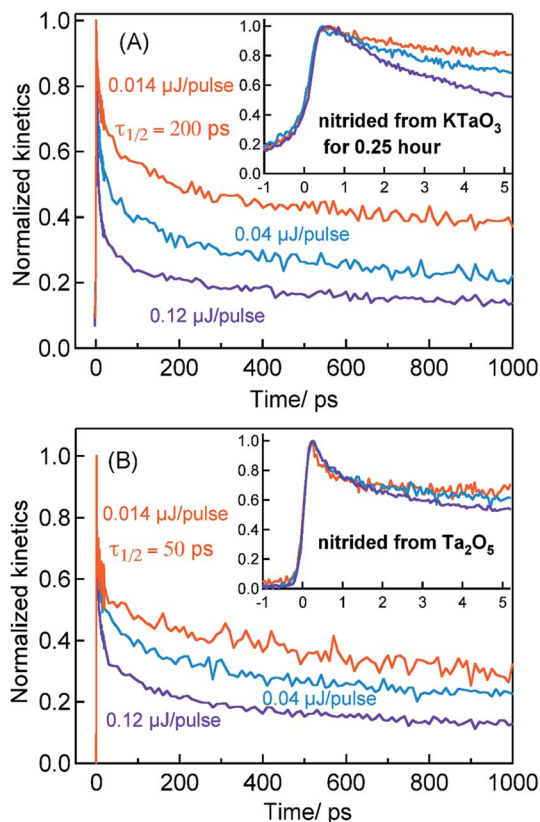 (A)
0.014 µJ/pulse
τ1/2 = 200 ps
0.04 µJ/pulse
0.12 µJ/pulse
Normalized kinetics
1.0
0.8
0.6
0.4
0.2
0.0
0 200 400 600 800 1000
Time/ ps
1.0
0.8
0.6
0.4
0.2
0.0
-1 0 1 2 3 4 5
nitrided from KTaO3
for 0.25 hour
(B)
0.014 µJ/pulse
τ1/2 = 50 ps
0.04 µJ/pulse
0.12 µJ/pulse
Normalized kinetics
1.0
0.8
0.6
0.4
0.2
0.0
0 200 400 600 800 1000
Time/ ps
1.0
0.8
0.6
0.4
0.2
0.0
-1 0 1 2 3 4 5
nitrided from Ta2O5